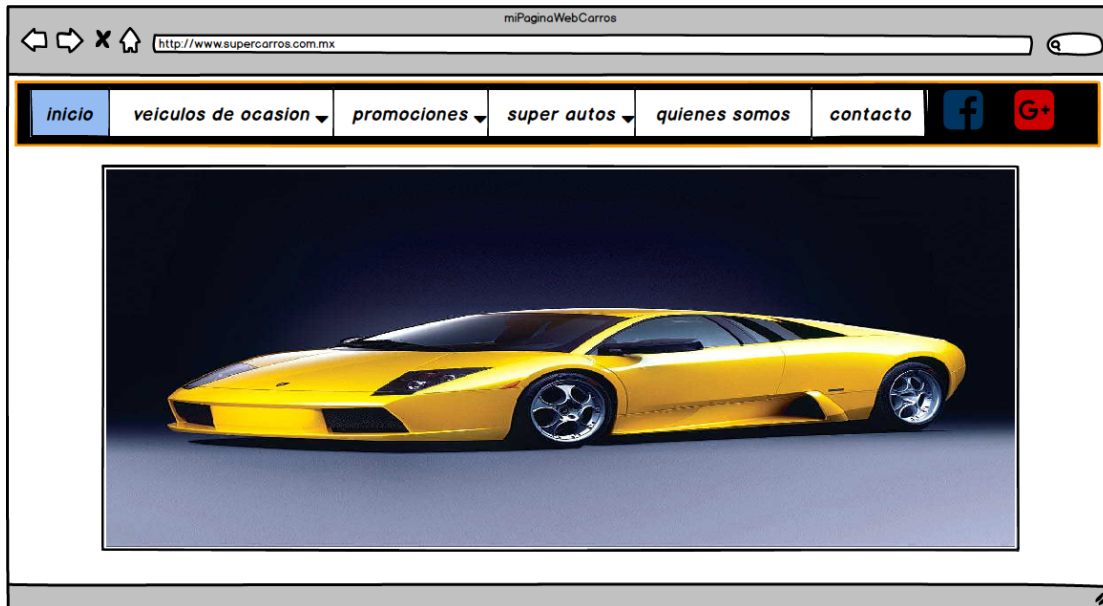 miPaginaWebCarros
http://www.supercarros.com.mx
inicio veiculos de ocasion promociones super autos quienes somos contacto f G+